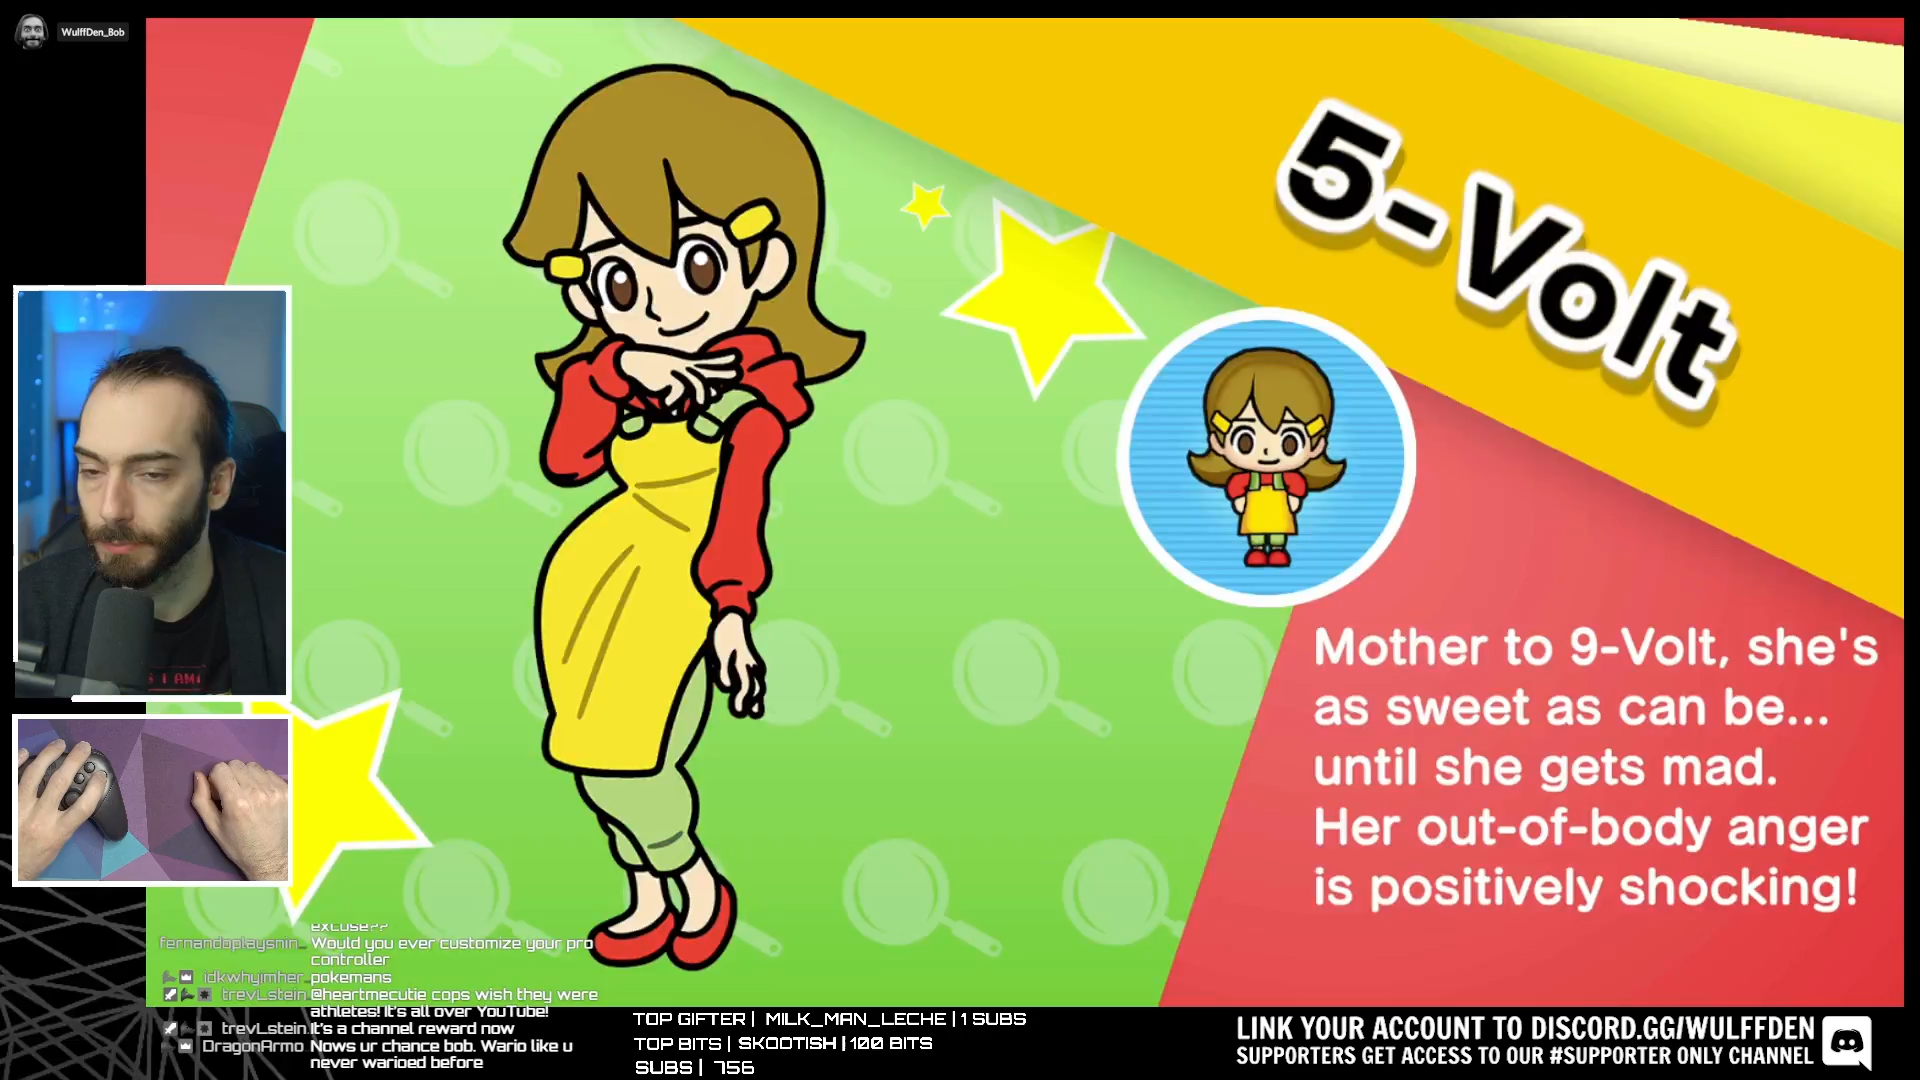 WulffDen_Bob
5-Volt
Mother to 9-Volt, she's
as sweet as can be...
until she gets mad.
Her out-of-body anger
is positively shocking!
S I AM!
excuse??
fernandoplaysnin... Would you ever customize your pro
controller
idkwhyimher... pokemans
trevLstein @heartmecutie cops wish they were
athletes! It's all over YouTube!
trevLstein It's a channel reward now
DragonArmo Nows ur chance bob. Wario like u
never warioed before
TOP GIFTER | MILK_MAN_LECHE | 1 SUBS
TOP BITS | SKOOTISH | 100 BITS
SUBS | 756
LINK YOUR ACCOUNT TO DISCORD.GG/WULFFDEN
SUPPORTERS GET ACCESS TO OUR #SUPPORTER ONLY CHANNEL